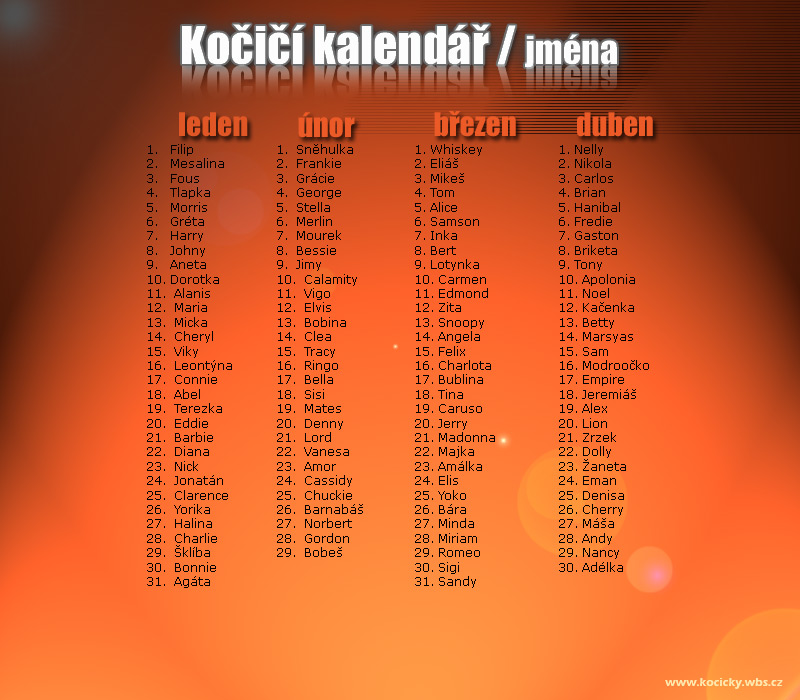 Kočičí kalendář / jména
leden
1. Filip
2. Mesalina
3. Fous
4. Tlapka
5. Morris
6. Gréta
7. Harry
8. Johny
9. Aneta
10. Dorotka
11. Alanis
12. Maria
13. Micka
14. Cheryl
15. Viky
16. Leontýna
17. Connie
18. Abel
19. Terezka
20. Eddie
21. Barbie
22. Diana
23. Nick
24. Jonatán
25. Clarence
26. Yorika
27. Halina
28. Charlie
29. Šklíba
30. Bonnie
31. Agáta
únor
1. Sněhulka
2. Frankie
3. Grácie
4. George
5. Stella
6. Merlin
7. Mourek
8. Bessie
9. Jimy
10. Calamity
11. Vigo
12. Elvis
13. Bobina
14. Clea
15. Tracy
16. Ringo
17. Bella
18. Sisi
19. Mates
20. Denny
21. Lord
22. Vanesa
23. Amor
24. Cassidy
25. Chuckie
26. Barnabáš
27. Norbert
28. Gordon
29. Bobeš
březen
1. Whiskey
2. Eliáš
3. Mikeš
4. Tom
5. Alice
6. Samson
7. Inka
8. Bert
9. Lotynka
10. Carmen
11. Edmond
12. Zita
13. Snoopy
14. Angela
15. Felix
16. Charlota
17. Bublina
18. Tina
19. Caruso
20. Jerry
21. Madonna
22. Majka
23. Amálka
24. Elis
25. Yoko
26. Bára
27. Minda
28. Miriam
29. Romeo
30. Sigi
31. Sandy
duben
1. Nelly
2. Nikola
3. Carlos
4. Brian
5. Hanibal
6. Fredie
7. Gaston
8. Briketa
9. Tony
10. Apolonia
11. Noel
12. Kačenka
13. Betty
14. Marsyas
15. Sam
16. Modroočko
17. Empire
18. Jeremiáš
19. Alex
20. Lion
21. Zrzek
22. Dolly
23. Žaneta
24. Eman
25. Denisa
26. Cherry
27. Máša
28. Andy
29. Nancy
30. Adélka
www.kocicky.wbs.cz